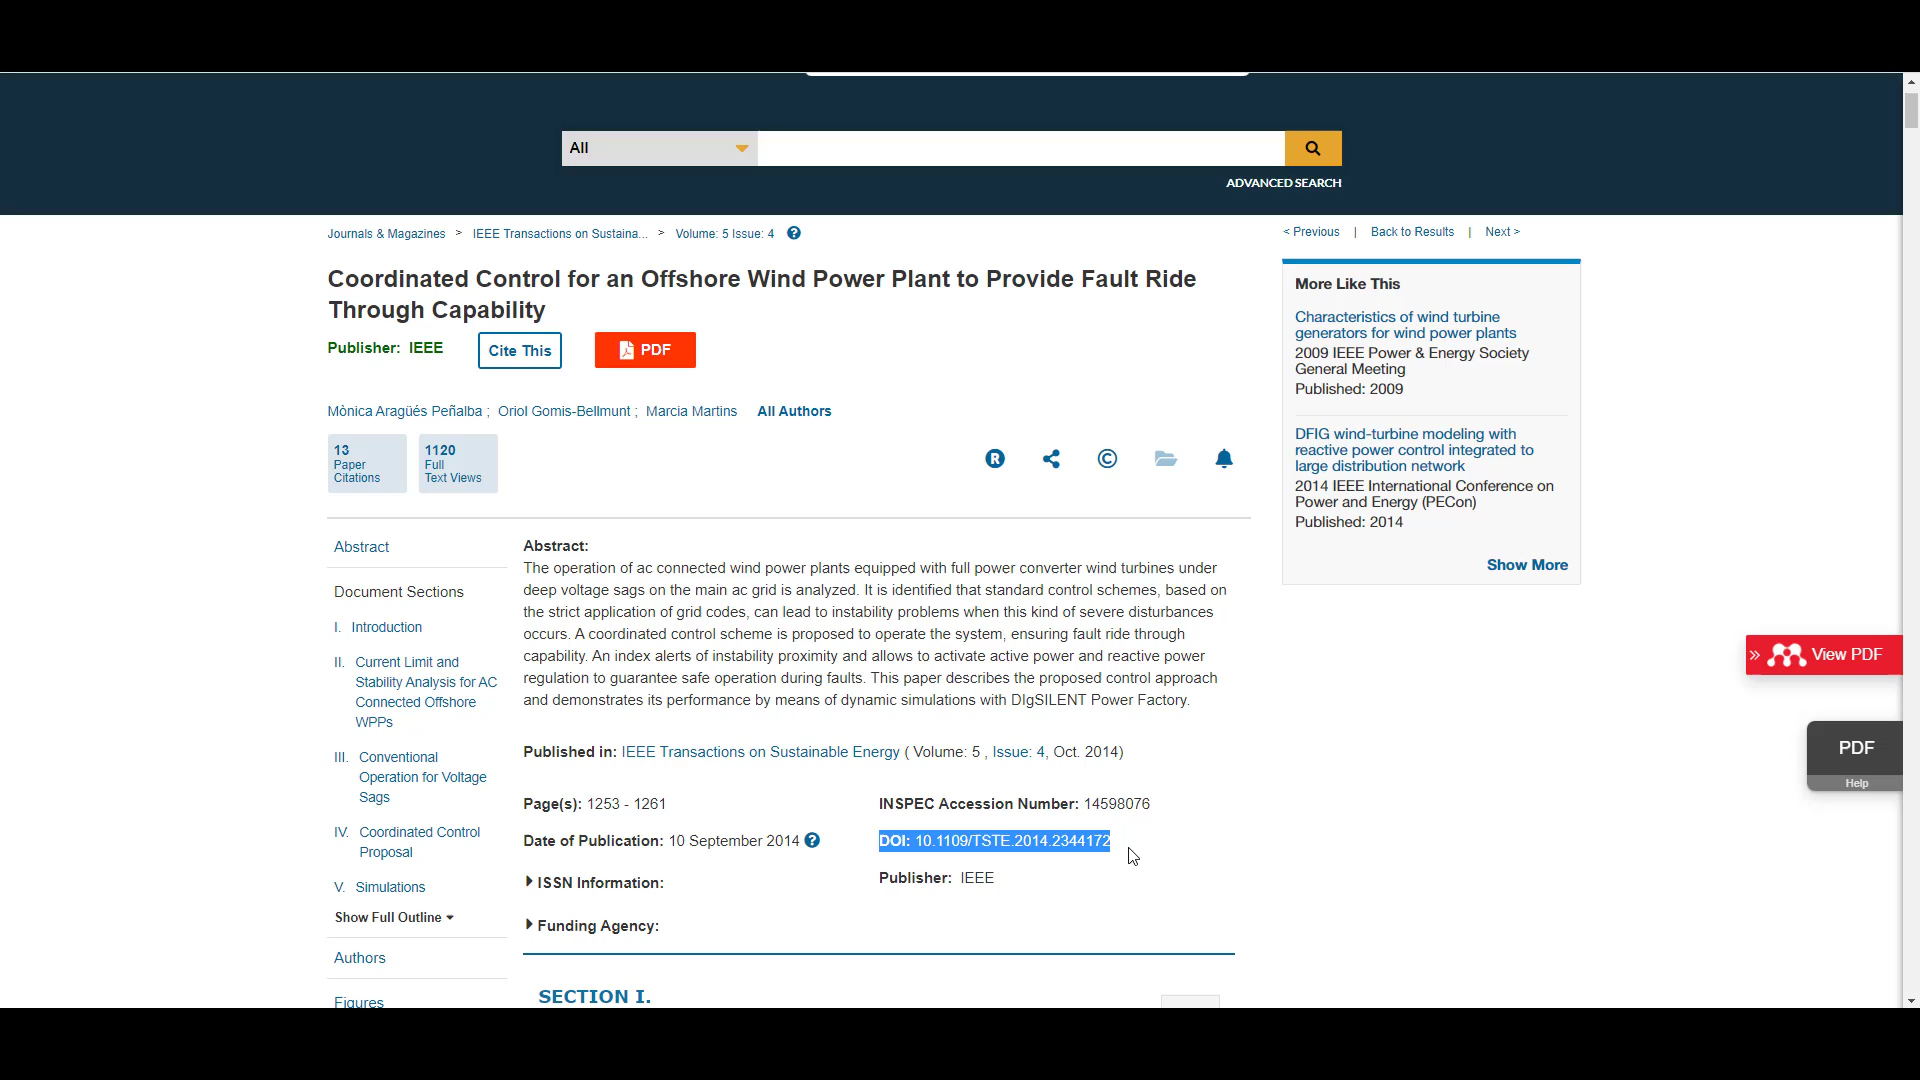 All
ADVANCED SEARCH
Journals & Magazines > IEEE Transactions on Sustaina... > Volume: 5 Issue: 4 ?
< Previous | Back to Results | Next >
Coordinated Control for an Offshore Wind Power Plant to Provide Fault Ride
Through Capability
Publisher: IEEE
Cite This
PDF
Mònica Aragüés Peñalba ; Oriol Gomis-Bellmunt ; Marcia Martins All Authors
13
Paper
Citations
1120
Full
Text Views
R
©
Abstract
Document Sections
I. Introduction
II. Current Limit and
Stability Analysis for AC
Connected Offshore
WPPs
III. Conventional
Operation for Voltage
Sags
IV. Coordinated Control
Proposal
V. Simulations
Show Full Outline
Authors
Figures
Abstract:
The operation of ac connected wind power plants equipped with full power converter wind turbines under
deep voltage sags on the main ac grid is analyzed. It is identified that standard control schemes, based on
the strict application of grid codes, can lead to instability problems when this kind of severe disturbances
occurs. A coordinated control scheme is proposed to operate the system, ensuring fault ride through
capability. An index alerts of instability proximity and allows to activate active power and reactive power
regulation to guarantee safe operation during faults. This paper describes the proposed control approach
and demonstrates its performance by means of dynamic simulations with DIgSILENT Power Factory.
Published in: IEEE Transactions on Sustainable Energy ( Volume: 5 , Issue: 4, Oct. 2014)
Page(s): 1253 - 1261
INSPEC Accession Number: 14598076
Date of Publication: 10 September 2014 ?
DOI: 10.1109/TSTE.2014.2344172
ISSN Information:
Publisher: IEEE
Funding Agency:
SECTION I.
More Like This
Characteristics of wind turbine
generators for wind power plants
2009 IEEE Power & Energy Society
General Meeting
Published: 2009
DFIG wind-turbine modeling with
reactive power control integrated to
large distribution network
2014 IEEE International Conference on
Power and Energy (PECon)
Published: 2014
Show More
» View PDF
PDF
Help